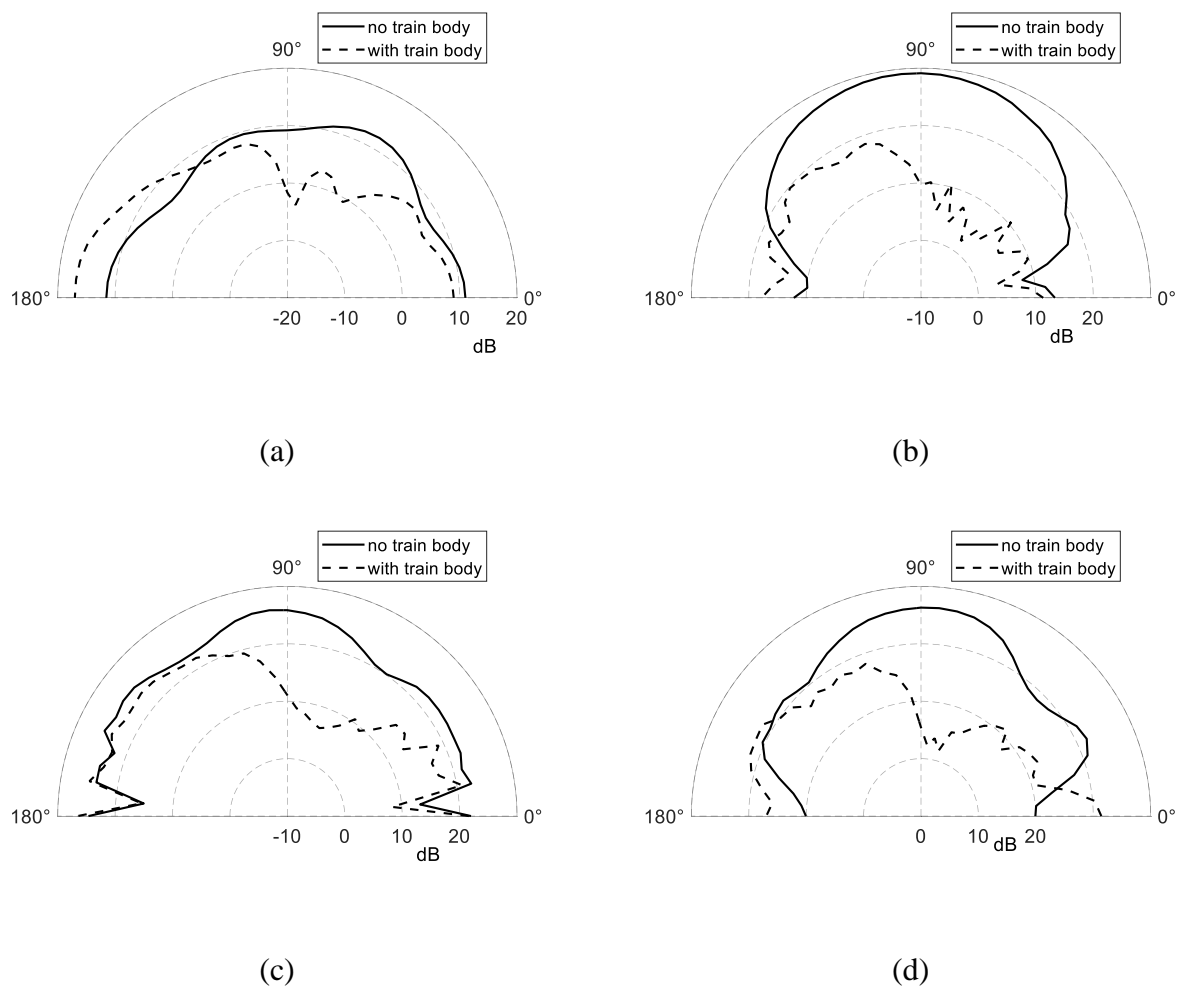 no train body
with train body
90°
180°
0°
-20 -10 0 10 20
dB
(a)
no train body
with train body
90°
180°
0°
-10 0 10 20
dB
(b)
no train body
with train body
90°
180°
0°
-10 0 10 20
dB
(c)
no train body
with train body
90°
180°
0°
0 10 20
dB
(d)